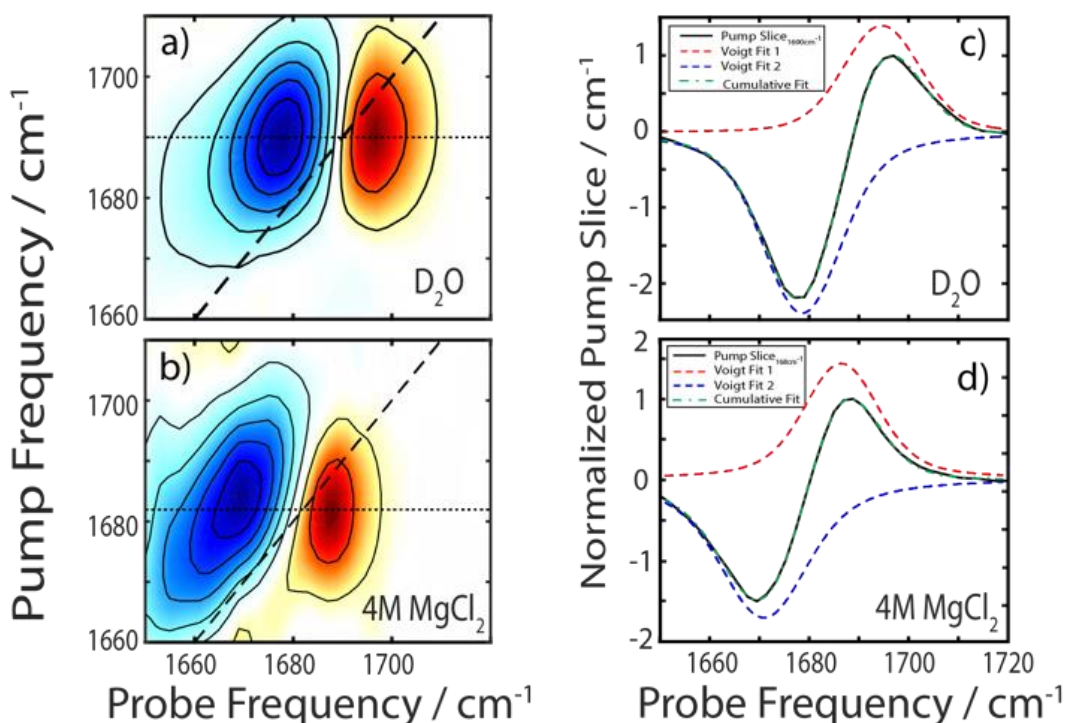 Pump Frequency / cm⁻¹
a)
1700
1680
1660
D₂O
b)
1700
1680
1660
4M MgCl₂
1660 1680 1700
Probe Frequency / cm⁻¹
Normalized Pump Slice / cm⁻¹
c)
Pump Slice1690cm⁻¹
Voigt Fit 1
Voigt Fit 2
Cumulative Fit
1
0
-1
-2
D₂O
d)
Pump Slice168cm⁻¹
Voigt Fit 1
Voigt Fit 2
Cumulative Fit
2
1
0
-1
-2
4M MgCl₂
1660 1680 1700 1720
Probe Frequency / cm⁻¹